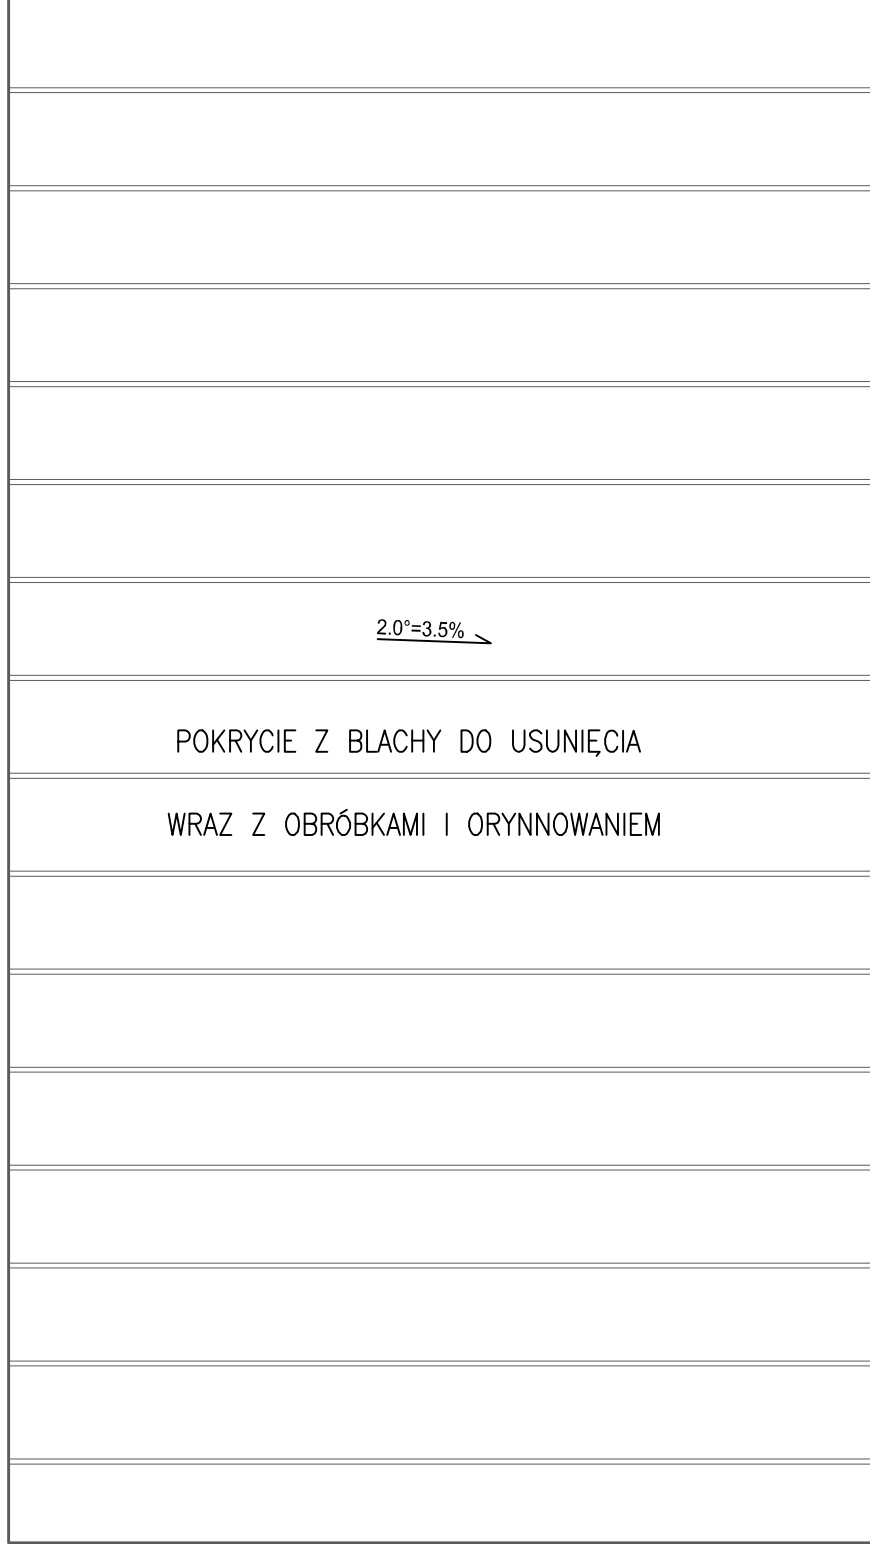 2.0°=3.5%
POKRYCIE Z BLACHY DO USUNIĘCIA
WRAZ Z OBRÓBKAMI I ORYNNOWANIEM